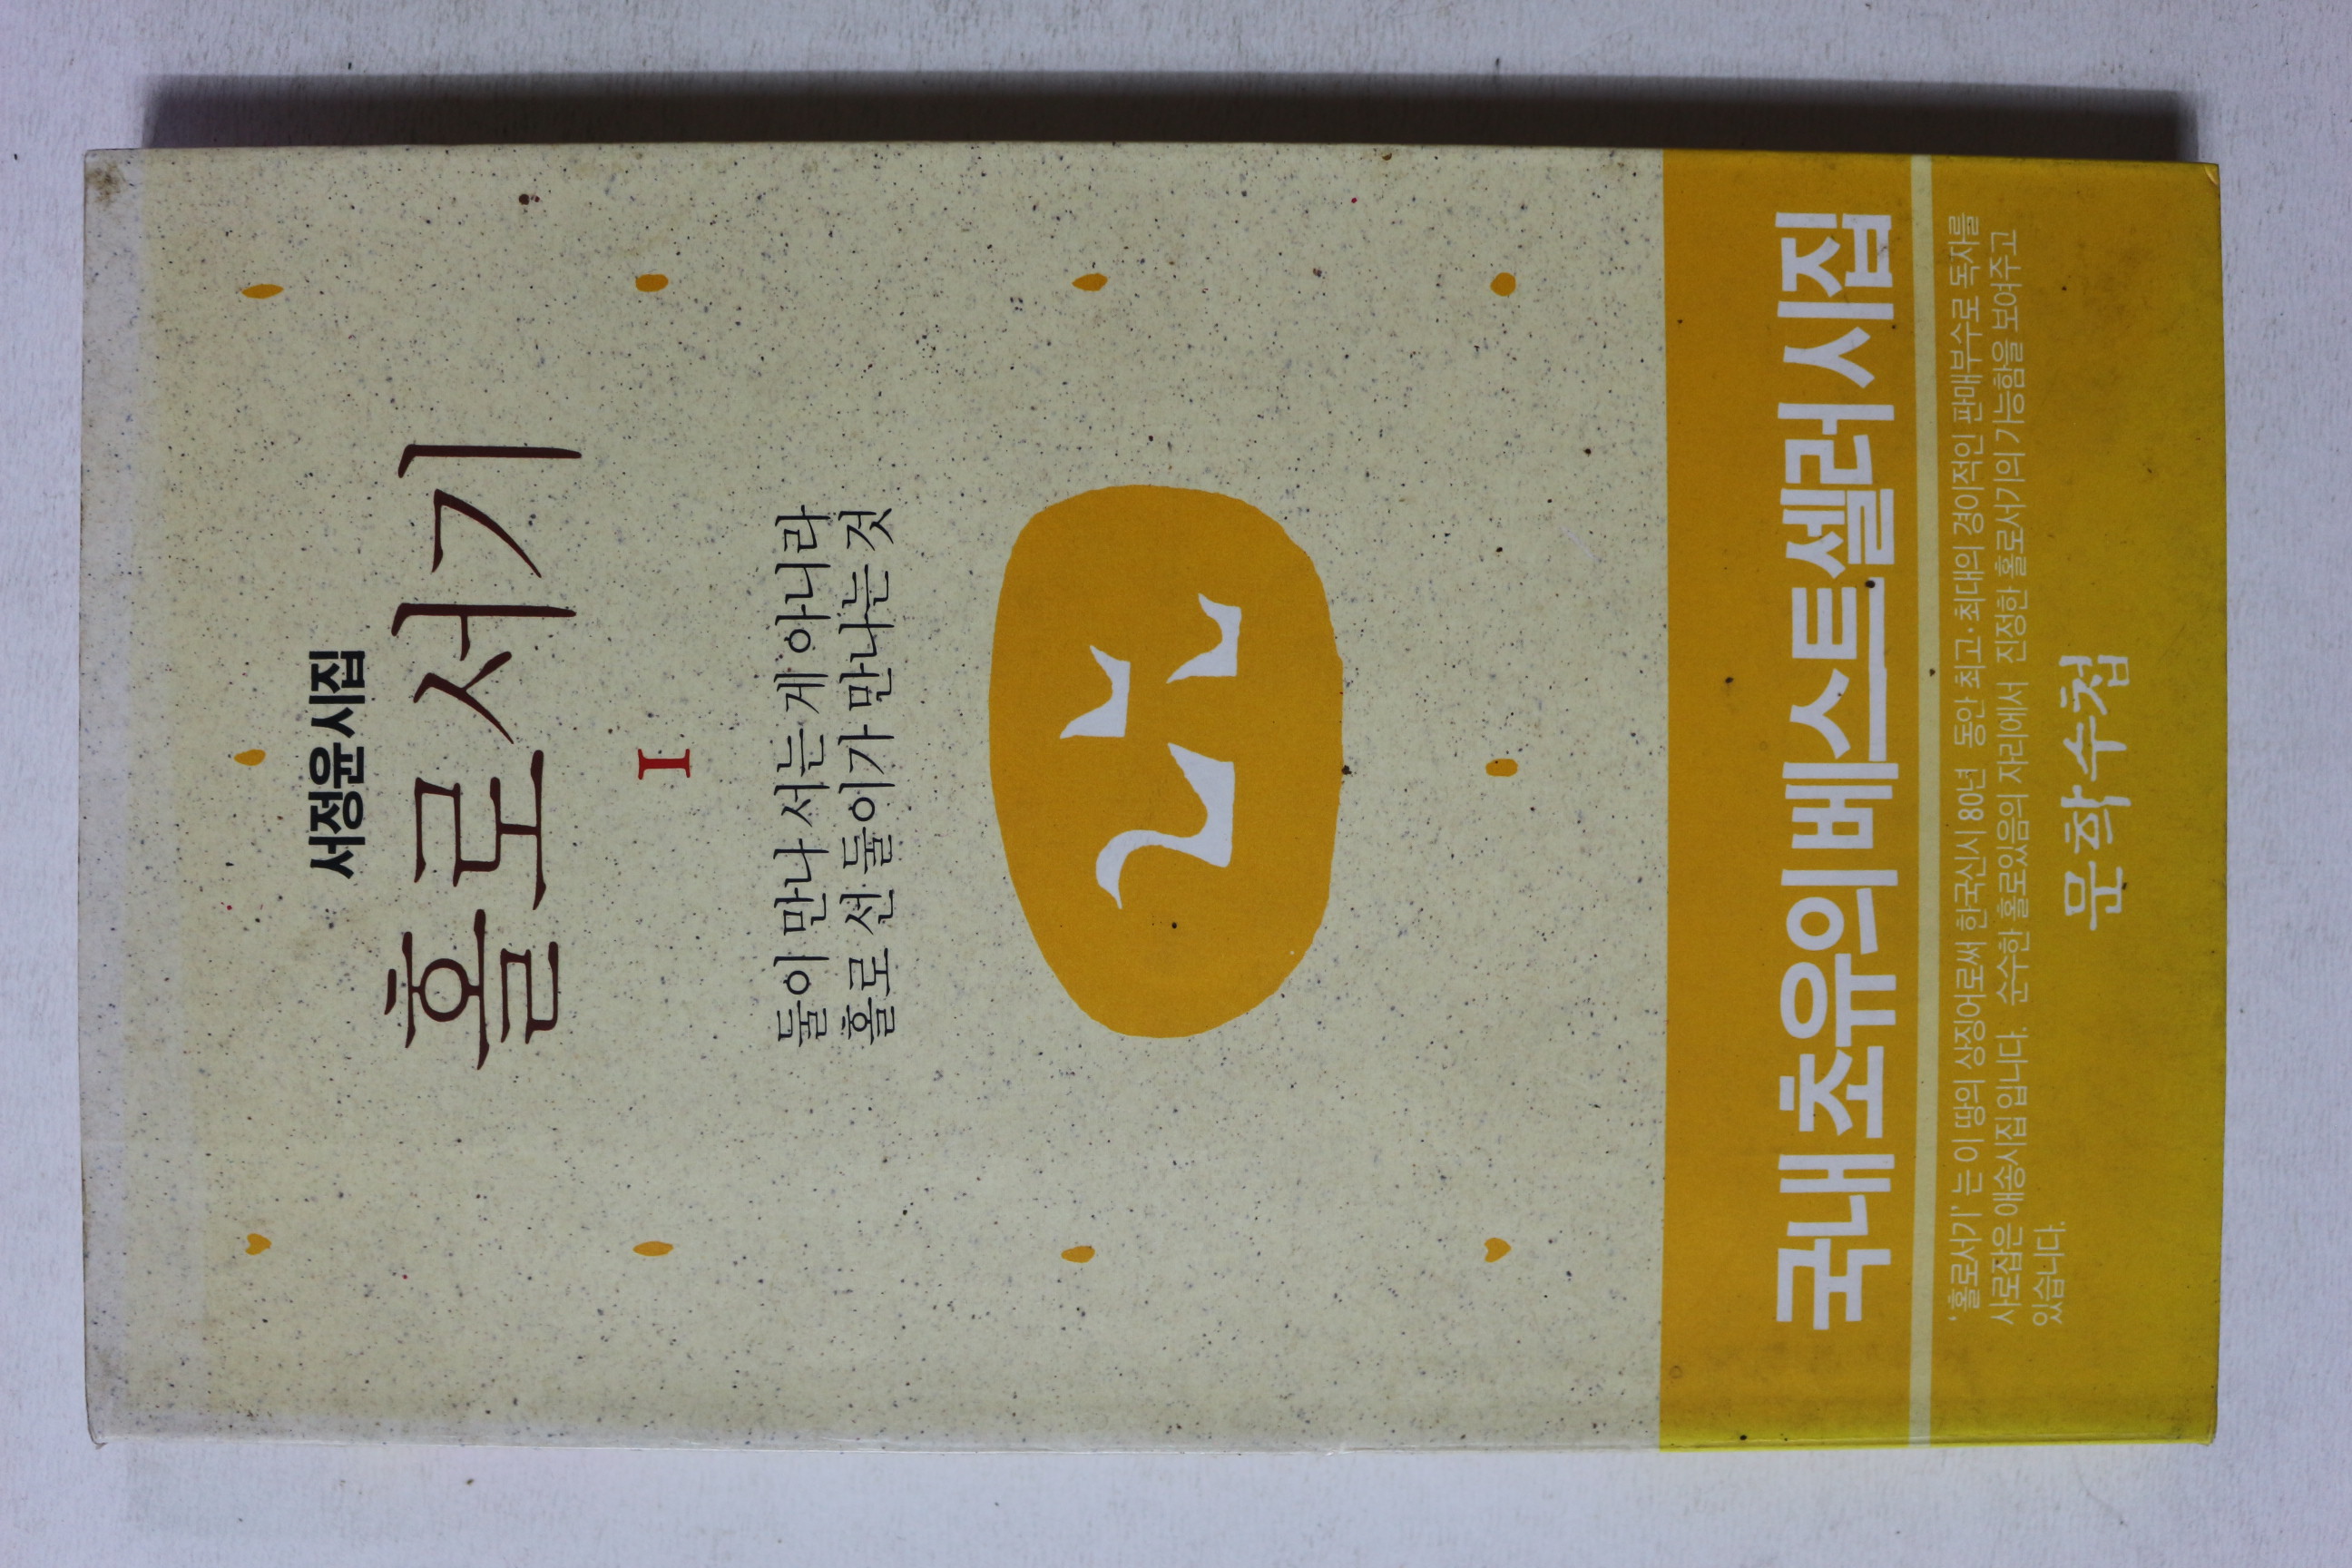 서정윤 시집
홀로서기
I
둘이 만나 서는 게 아니라
홀로 선 둘이가 만나는 것
국내 초유의 베스트셀러 시집
‘홀로서기’ 는 이 땅의 상징어로써 한국신시 80년 동안 최고·최대의 경이적인 판매부수로 독자를
사로잡은 애송시집 입니다. 순수한 홀로있음의 자리에서 진정한 홀로서기의 가능함을 보여주고
있습니다.
문학수첩